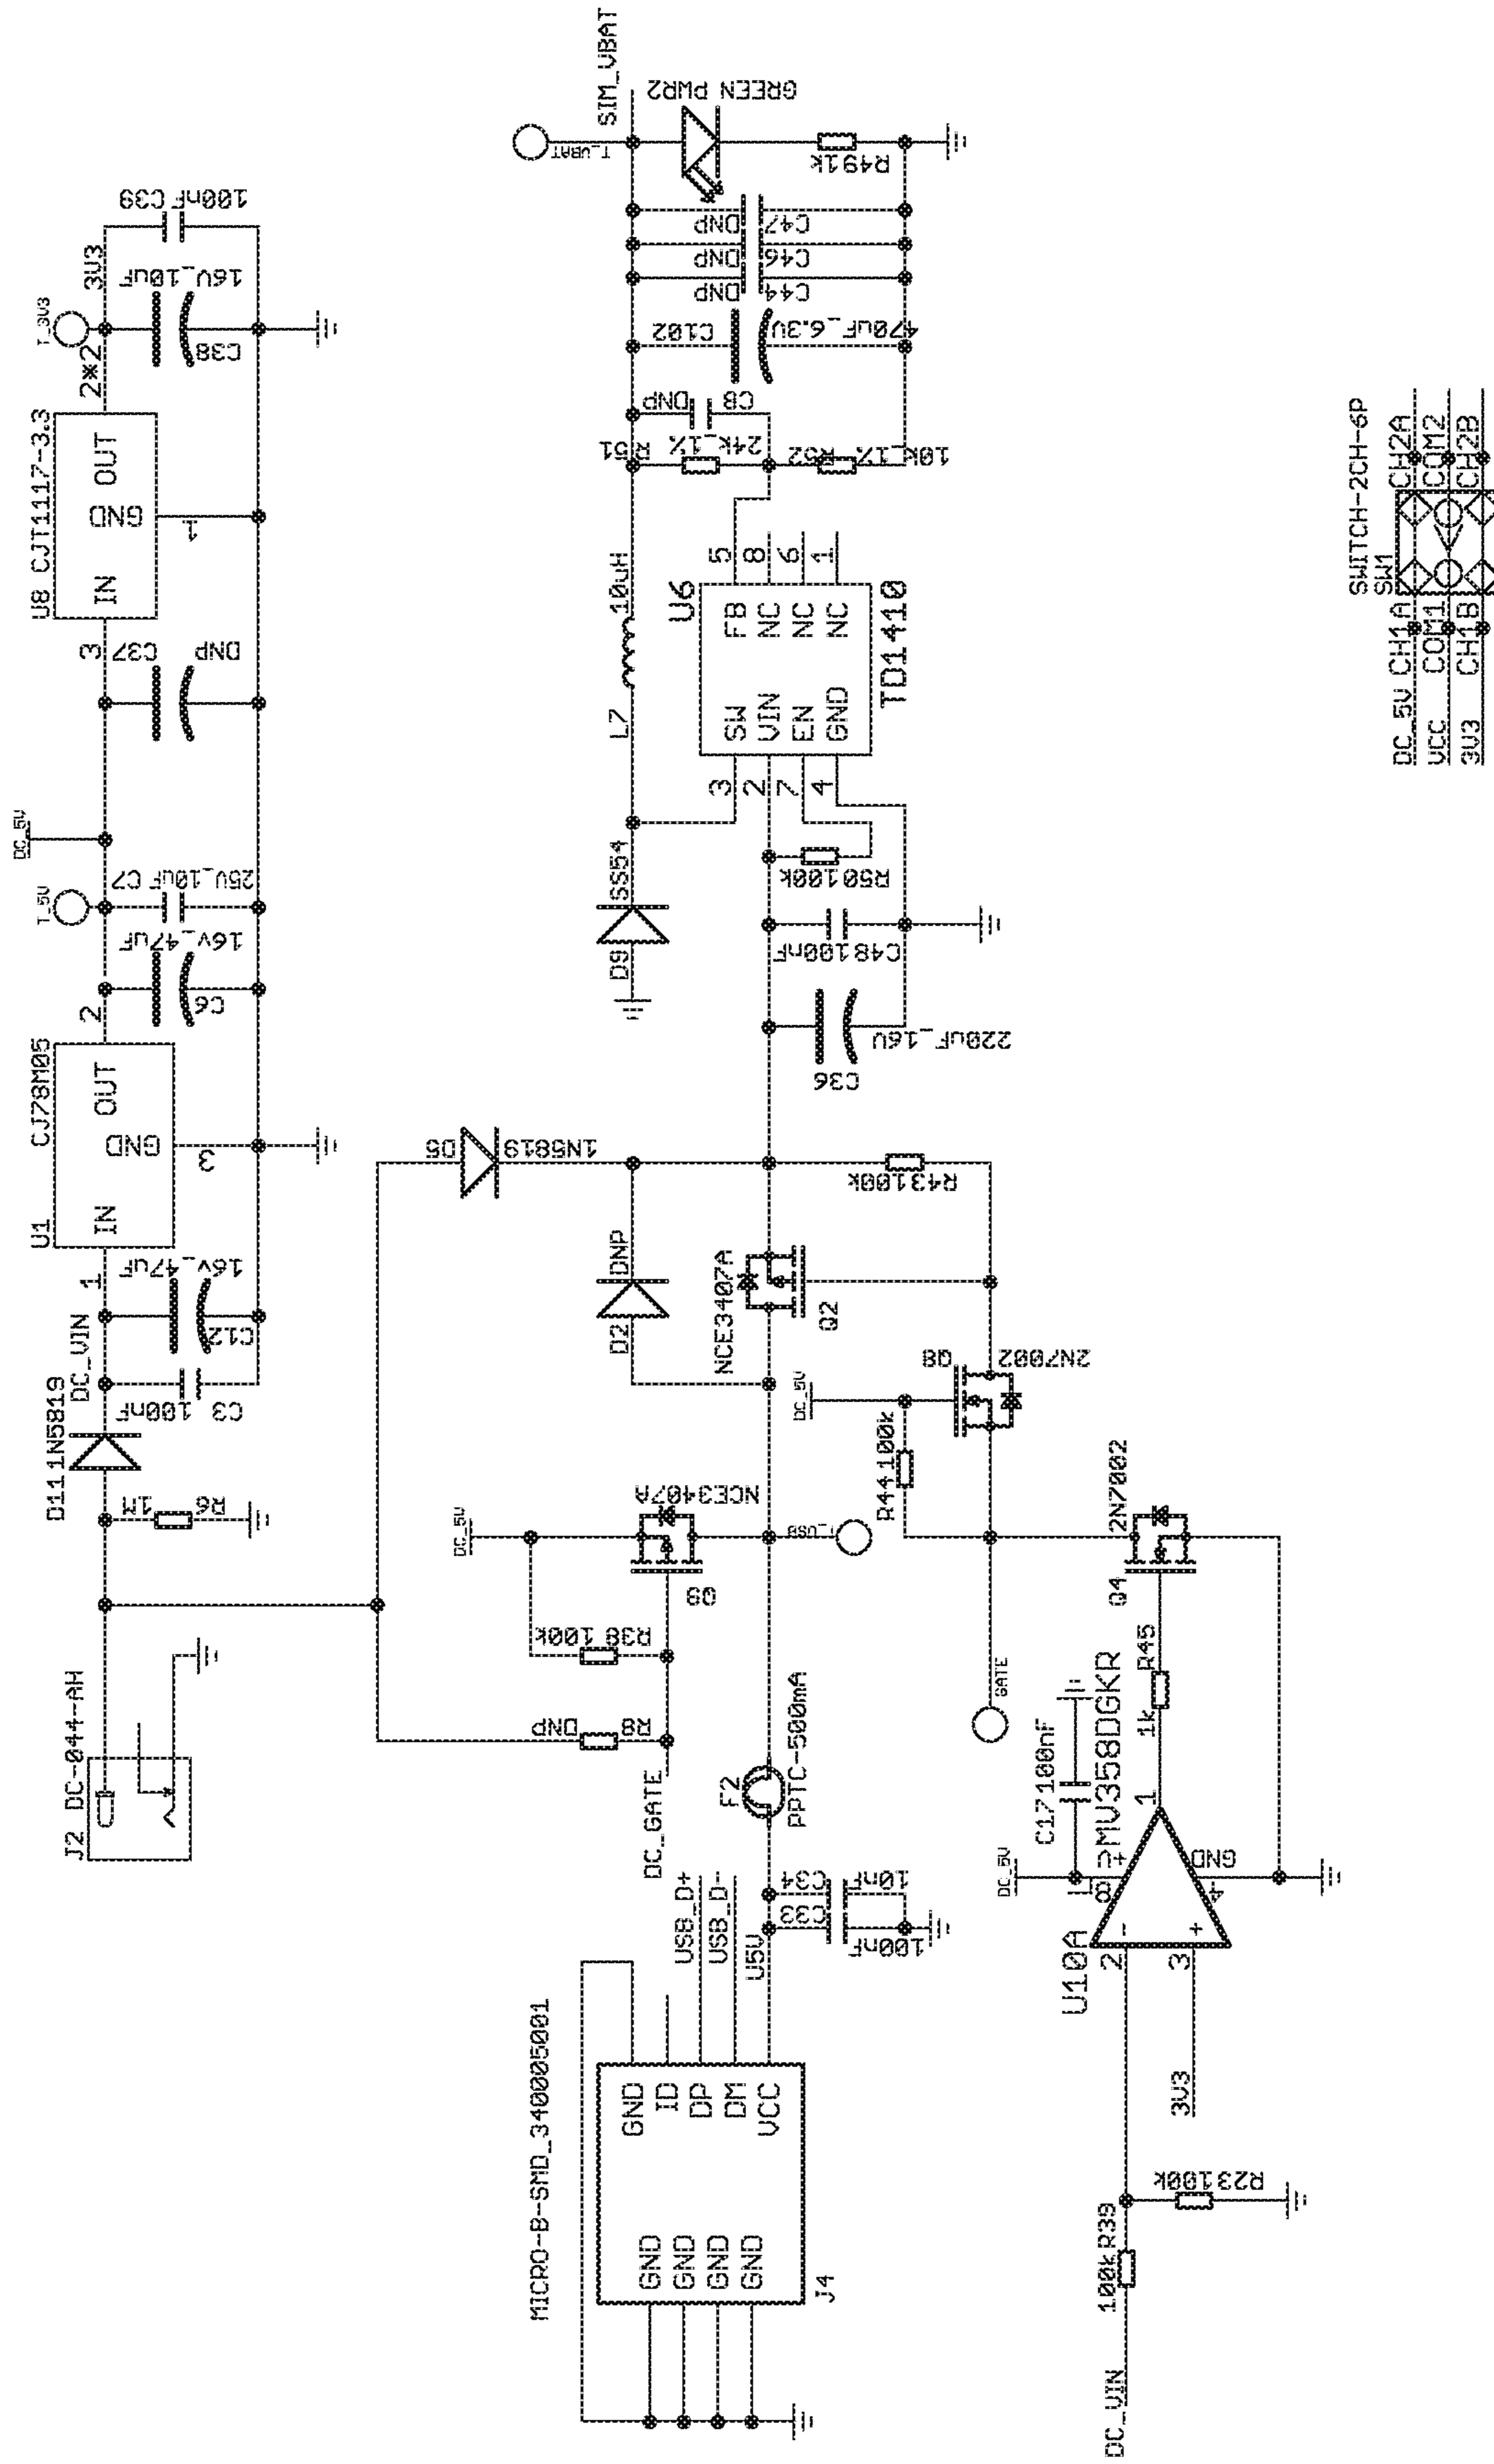 J2 DC-044-AH
D11 1N5819
1M
R6
DC_VIN
100nF
C3
16v_47uF
C12
1
U1
CJ78M05
IN
OUT
GND
3
2
16v_47uF
C6
T_5V
25V_10uF C7
DC_5V
C37
DNP
3
U8 CJT1117-3.3
IN
OUT
GND
1
2*2
T_3V3
3V3
16V_10uF
C38
100nF C39
D5
1N5819
D2
DNP
NCE3407A
Q2
R43 100k
DC_5V
R38 100k
R8
DNP
DC_GATE
NCE3407A
Q9
T_USB
F2
PPTC-500mA
MICRO-B-SMD_340005001
GND
ID
DP
DM
VCC
GND
GND
GND
GND
J4
USB_D+
USB_D-
U5V
C34
10nF
C33
100nF
D9
SS54
L7
10uH
C36
220uF_16V
C48 100nF
R50 100k
U6
TD1410
SW
VIN
EN
GND
FB
NC
NC
NC
3
2
7
4
5
8
6
1
R51
24k_1%
R52
10k_1%
C8
DNP
C102
470uF_6.3V
DNP
C44
DNP
C46
DNP
C47
T_VBAT
SIM_VBAT
GREEN PWR2
R49 1k
DC_5V
R44 100k
Q8
2N7002
GATE
2N7002
Q4
R45
1k
C17 100nF
DC_5V
LMV358DGKR
U10A
8
V+
GND
4
1
2
3
-
+
3V3
DC_VIN
100k R39
R23 100k
SWITCH-2CH-6P
SW1
DC_5V CH1A
CH2A
VCC
COM1
COM2
3V3
CH1B
CH2B